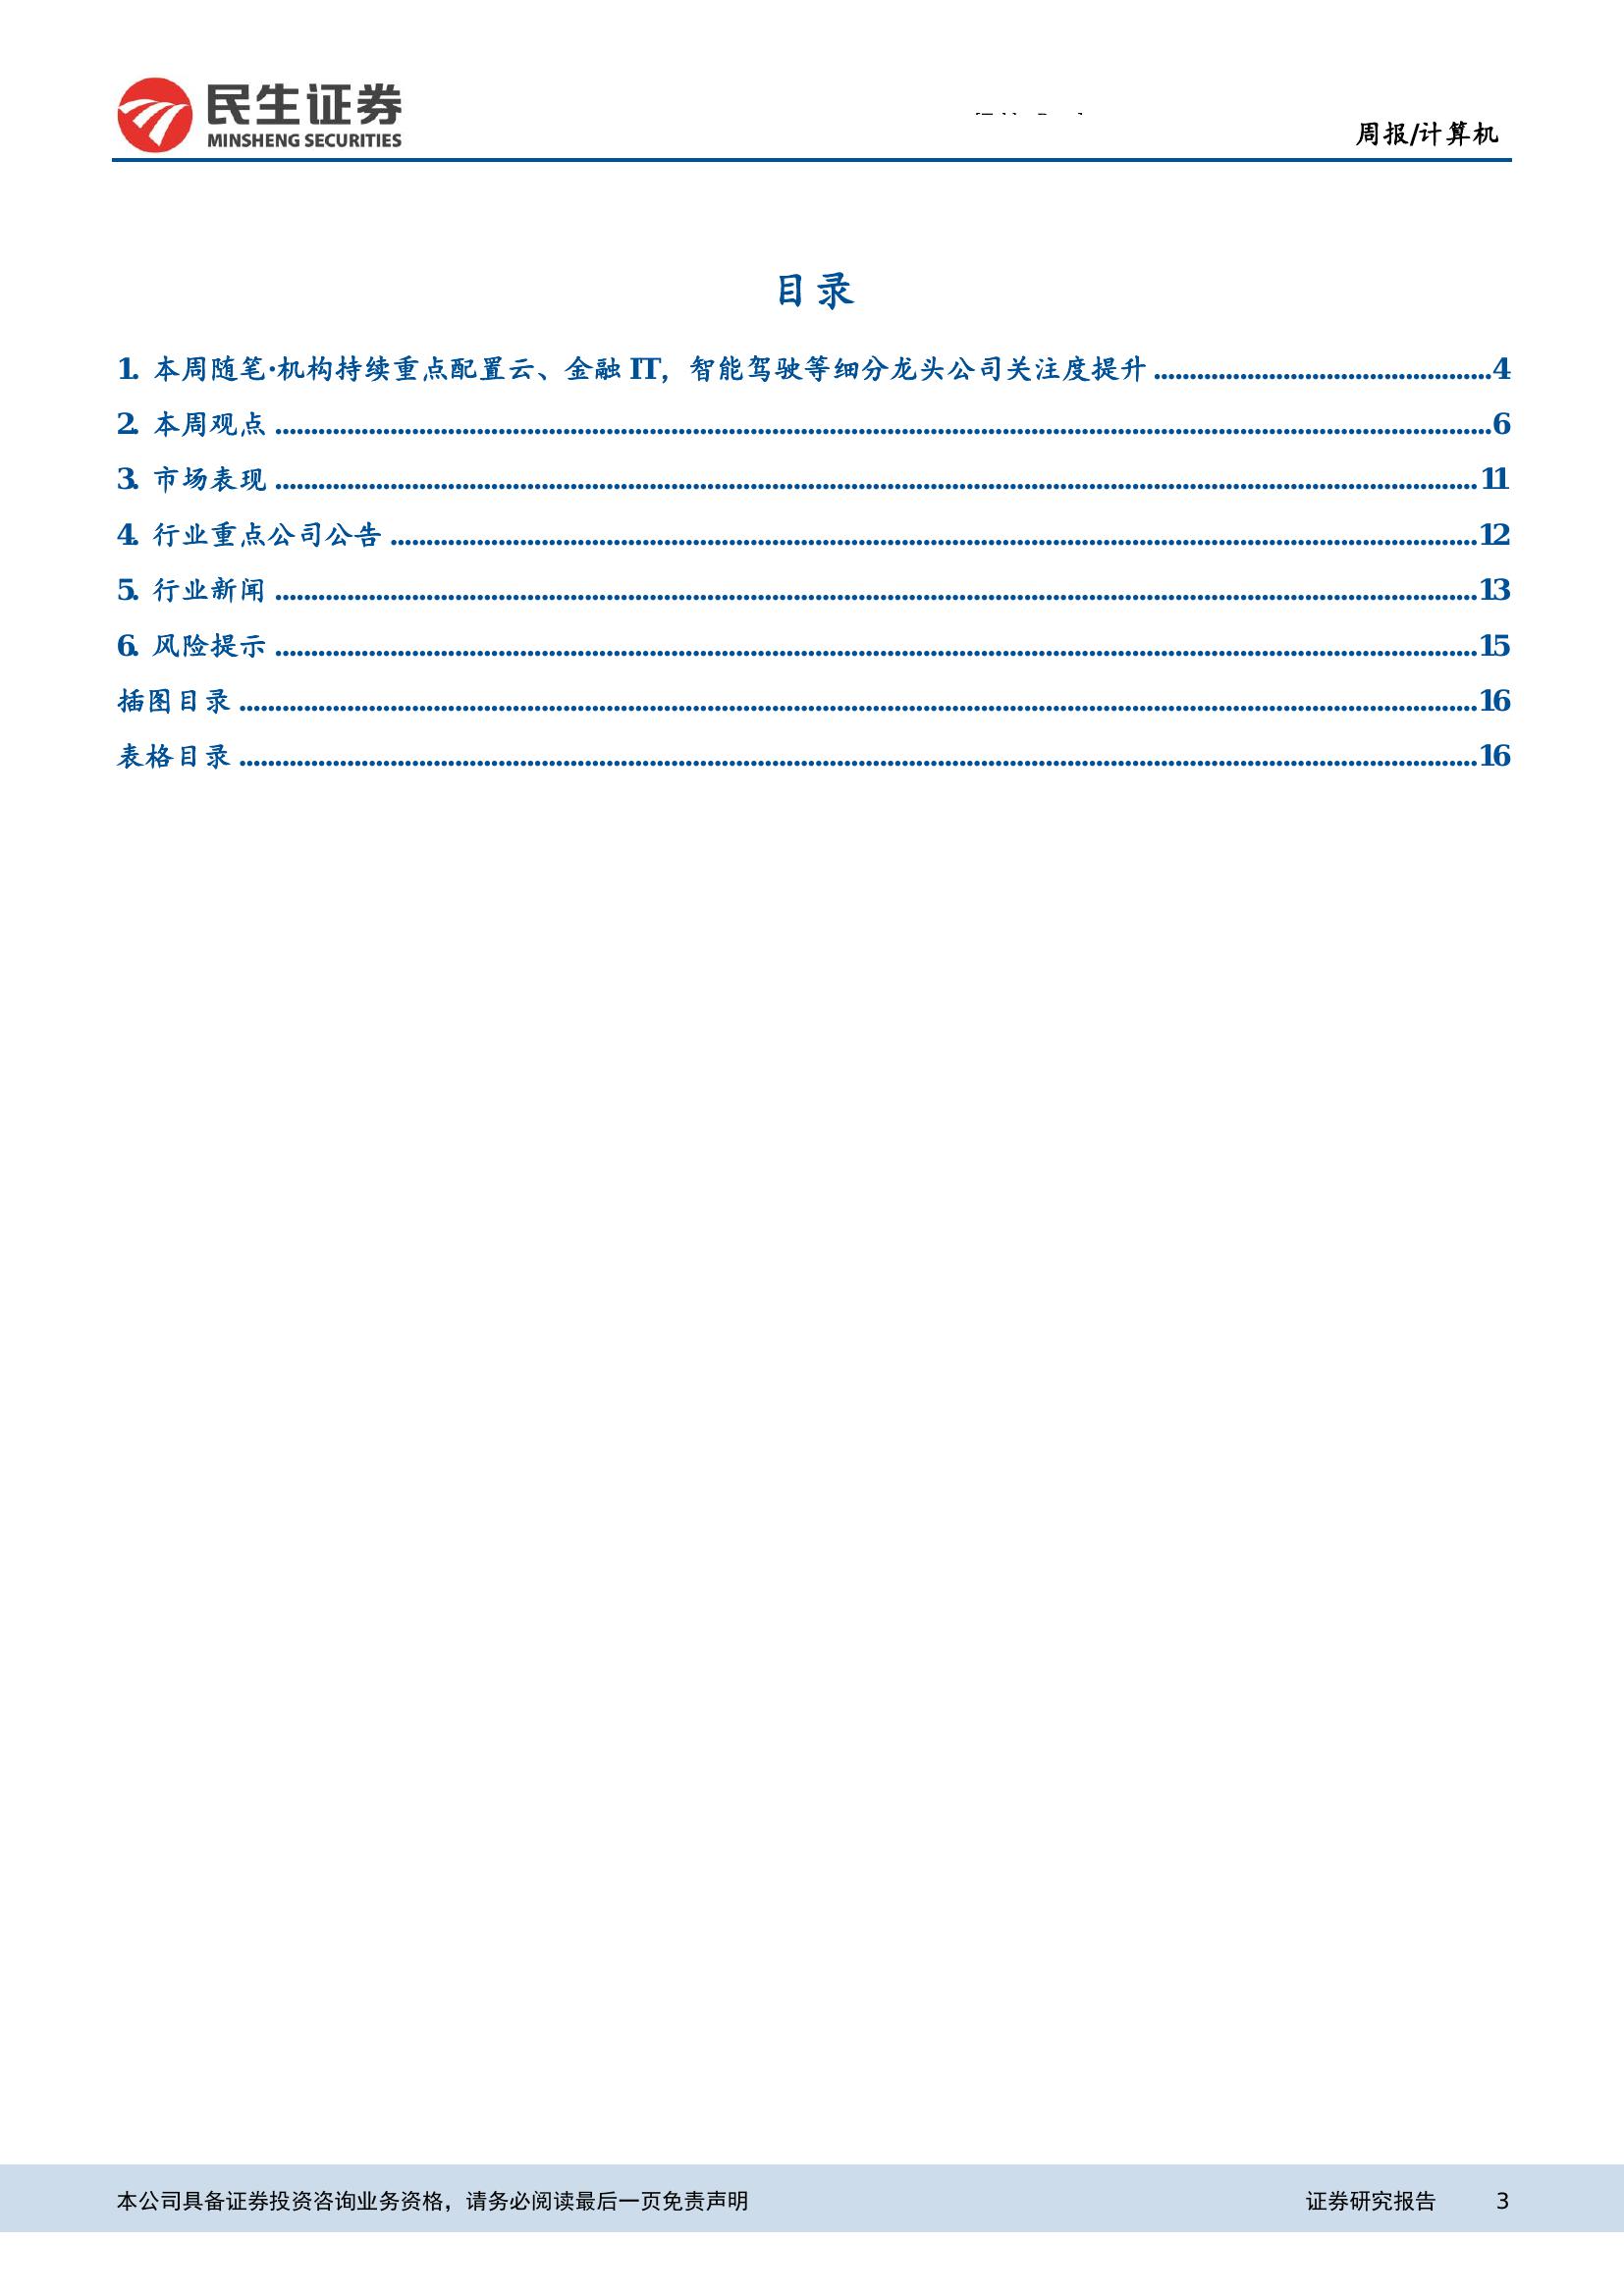 民生证券
MINSHENG SECURITIES
周报/计算机
目录
1. 本周随笔·机构持续重点配置云、金融 IT，智能驾驶等细分龙头公司关注度提升 ............................................... 4
2. 本周观点 ............................................... 6
3. 市场表现 ............................................... 11
4. 行业重点公司公告 ............................................... 12
5. 行业新闻 ............................................... 13
6. 风险提示 ............................................... 15
插图目录 ............................................... 16
表格目录 ............................................... 16
本公司具备证券投资咨询业务资格，请务必阅读最后一页免责声明 证券研究报告 3